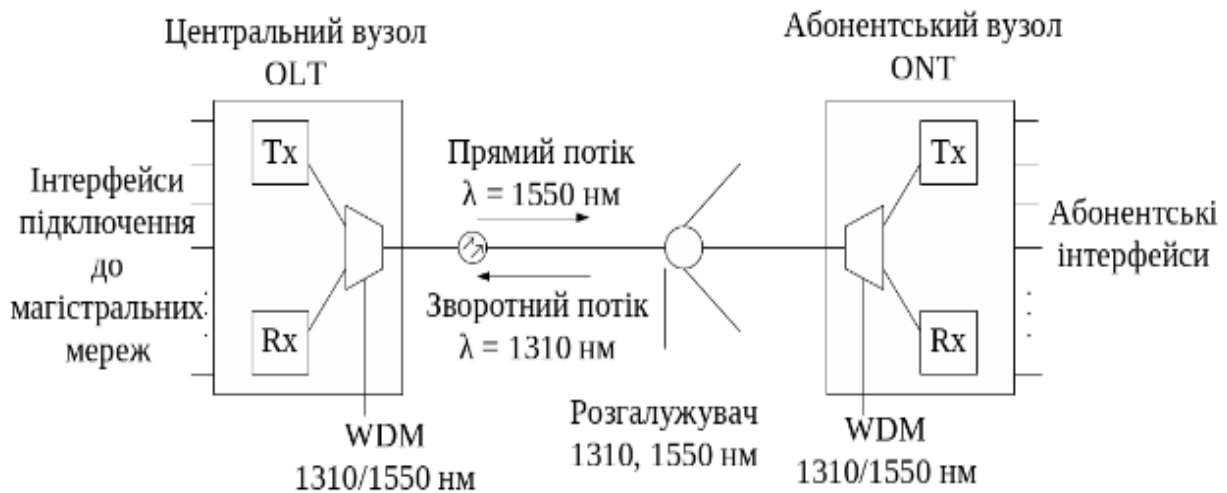 Центральний вузол
OLT
Абонентський вузол
ONT
Tx
Rx
Інтерфейси
підключення
до
магістральних
мереж
Прямий потік
λ = 1550 нм
Зворотний потік
λ = 1310 нм
Tx
Rx
Абонентські
інтерфейси
WDM
1310/1550 нм
Розгалужувач
1310, 1550 нм
WDM
1310/1550 нм